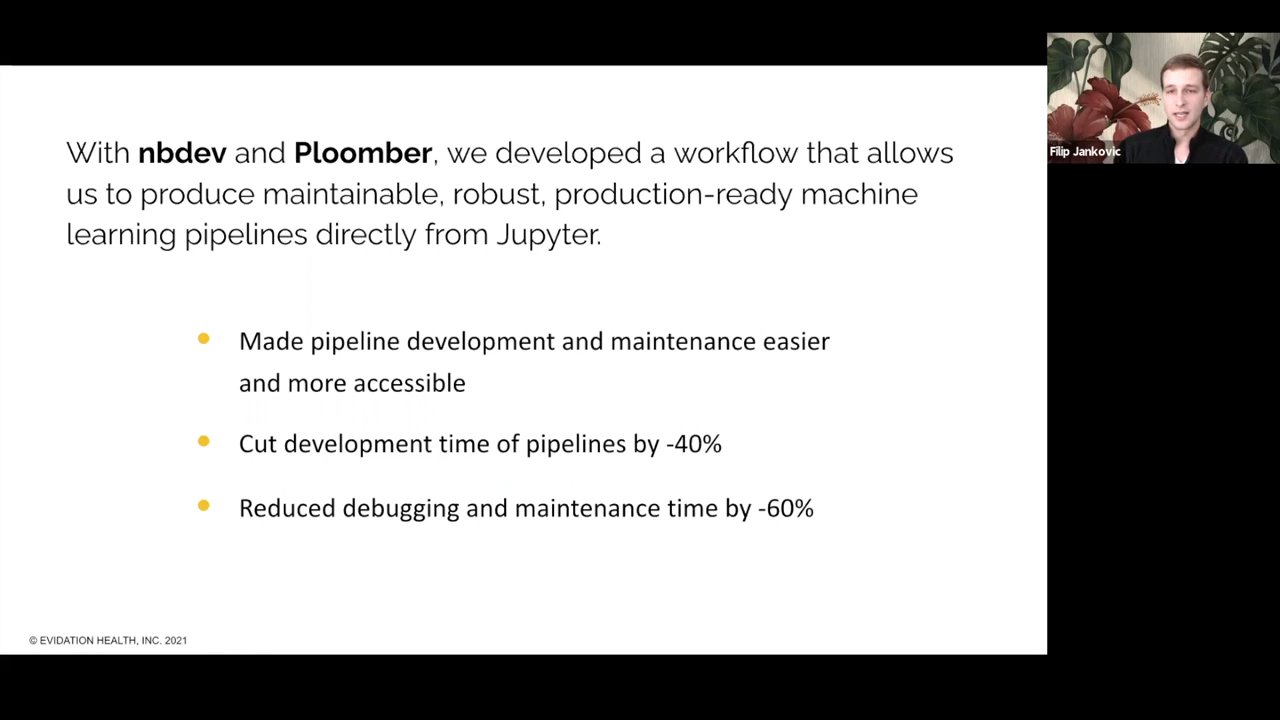 With nbdev and Ploomber, we developed a workflow that allows
us to produce maintainable, robust, production-ready machine
learning pipelines directly from Jupyter.
Made pipeline development and maintenance easier
and more accessible
Cut development time of pipelines by -40%
Reduced debugging and maintenance time by -60%
© EVIDATION HEALTH, INC. 2021
Filip Jankovic